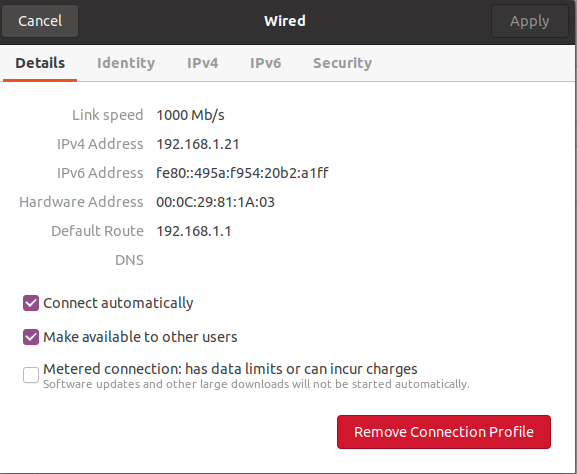 Cancel Wired Apply
Details Identity IPv4 IPv6 Security
Link speed 1000 Mb/s
IPv4 Address 192.168.1.21
IPv6 Address fe80::495a:f954:20b2:a1ff
Hardware Address 00:0C:29:81:1A:03
Default Route 192.168.1.1
DNS
Connect automatically
Make available to other users
Metered connection: has data limits or can incur charges
Software updates and other large downloads will not be started automatically.
Remove Connection Profile